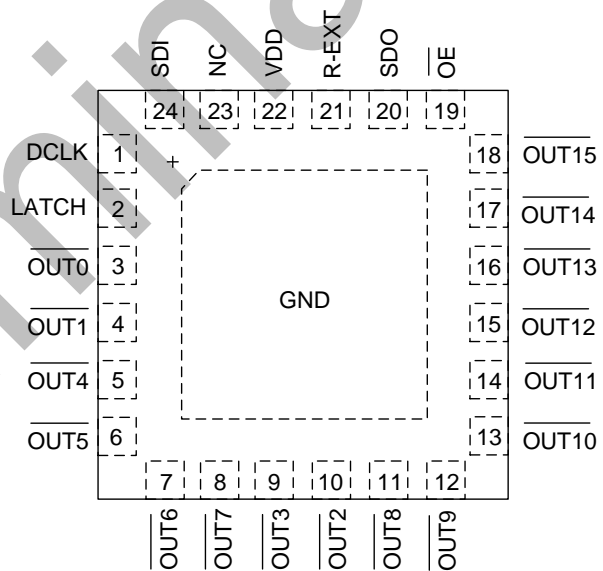 SDI NC VDD R-EXT SDO OE
24 23 22 21 20 19
DCLK 1 + 18 OUT15
LATCH 2 17 OUT14
OUT0 3 16 OUT13
GND
OUT1 4 15 OUT12
OUT4 5 14 OUT11
OUT5 6 13 OUT10
7 8 9 10 11 12
OUT6 OUT7 OUT3 OUT2 OUT8 OUT9